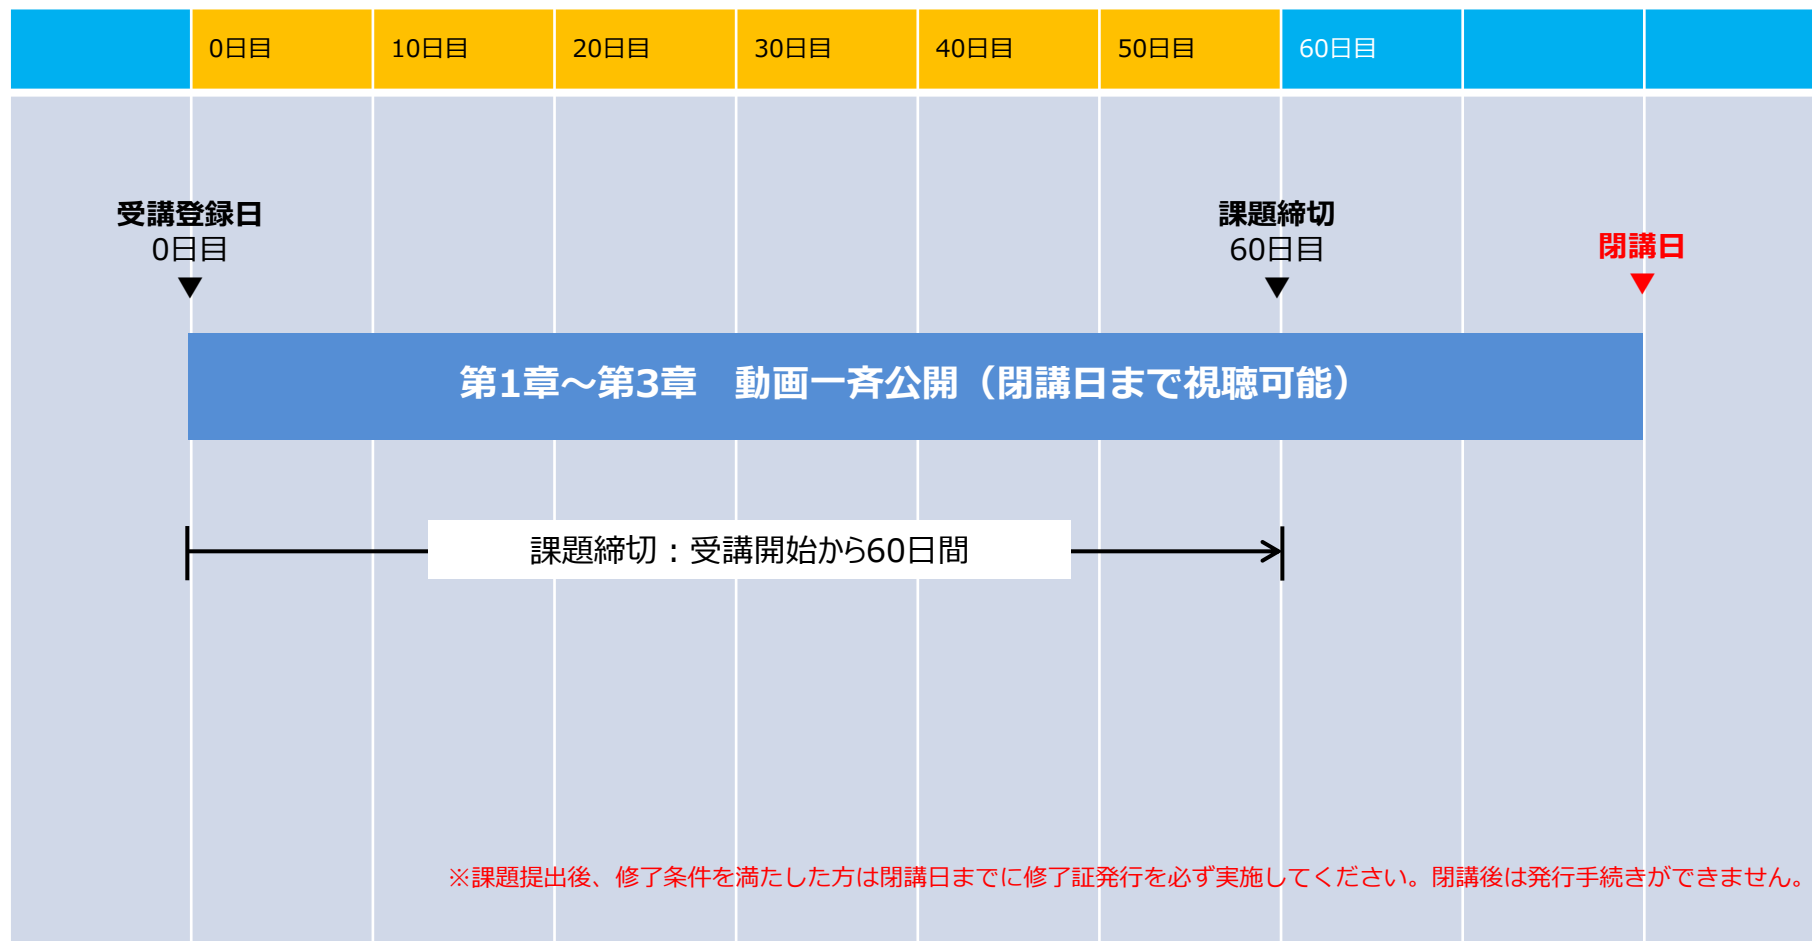 0日目
10日目
20日目
30日目
40日目
50日目
60日目
受講登録日
0日目
課題締切
60日目
閉講日
第1章～第3章　動画一斉公開（閉講日まで視聴可能）
課題締切：受講開始から60日間
※課題提出後、修了条件を満たした方は閉講日までに修了証発行を必ず実施してください。閉講後は発行手続きができません。